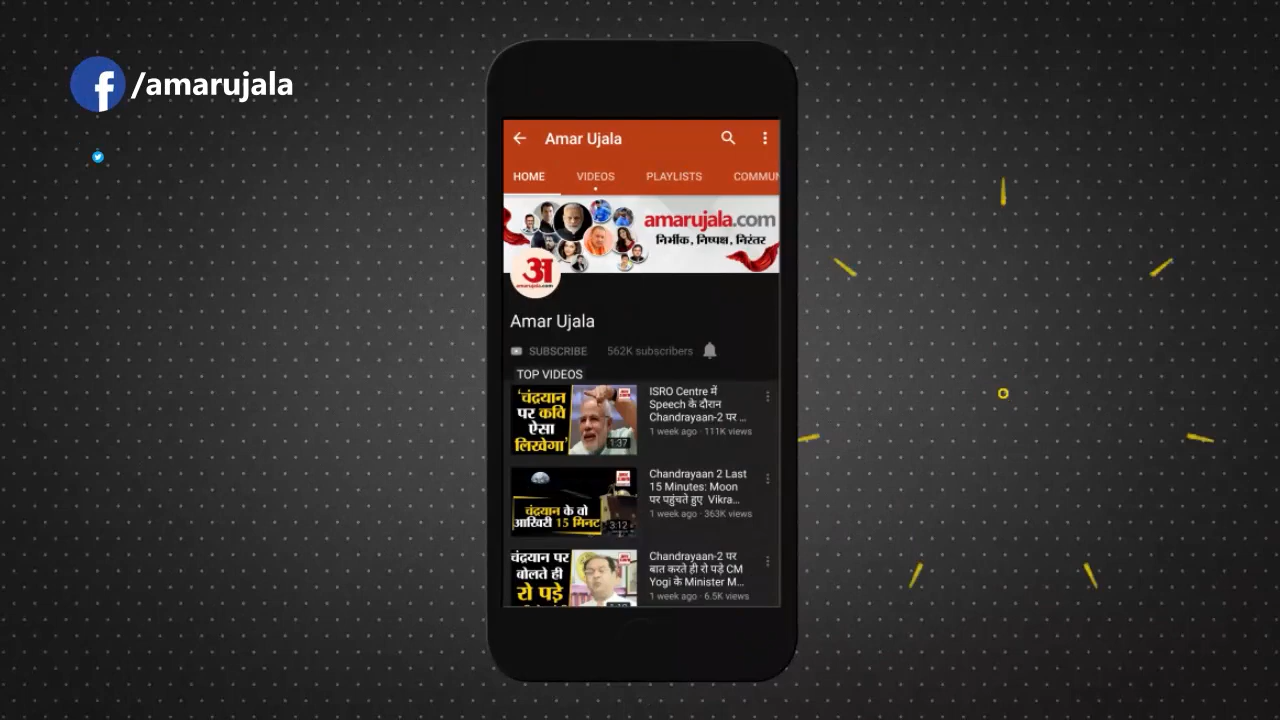 /amarujala
Amar Ujala
HOME VIDEOS PLAYLISTS COMMUN
amarujala.com
निर्भीक, निष्पक्ष, निरंतर
अ
amarujala.com
Amar Ujala
SUBSCRIBE 562K subscribers
TOP VIDEOS
'चंद्रयान
पर कवि
ऐसा
लिखेगा'
1:37
ISRO Centre में
Speech के दौरान
Chandrayaan-2 पर ...
1 week ago · 111K views
चंद्रयान के वो
आखिरी 15 मिनट
3:12
Chandrayaan 2 Last
15 Minutes: Moon
पर पहुंचते हुए Vikra...
1 week ago · 363K views
चंद्रयान पर
बोलते ही
रो पड़े
Chandrayaan-2 पर
बात करते ही रो पड़े CM
Yogi के Minister M...
1 week ago · 6.5K views